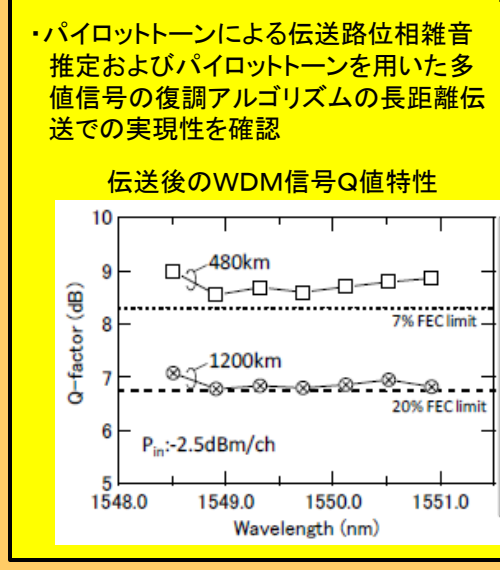 ・パイロットトーンによる伝送路位相雑音
推定およびパイロットトーンを用いた多
値信号の復調アルゴリズムの長距離伝
送での実現性を確認
伝送後のWDM信号Q値特性
10
9
8
7
6
5
Q-factor (dB)
480km
7% FEC limit
1200km
20% FEC limit
Pin:-2.5dBm/ch
1548.0 1549.0 1550.0 1551.0
Wavelength (nm)